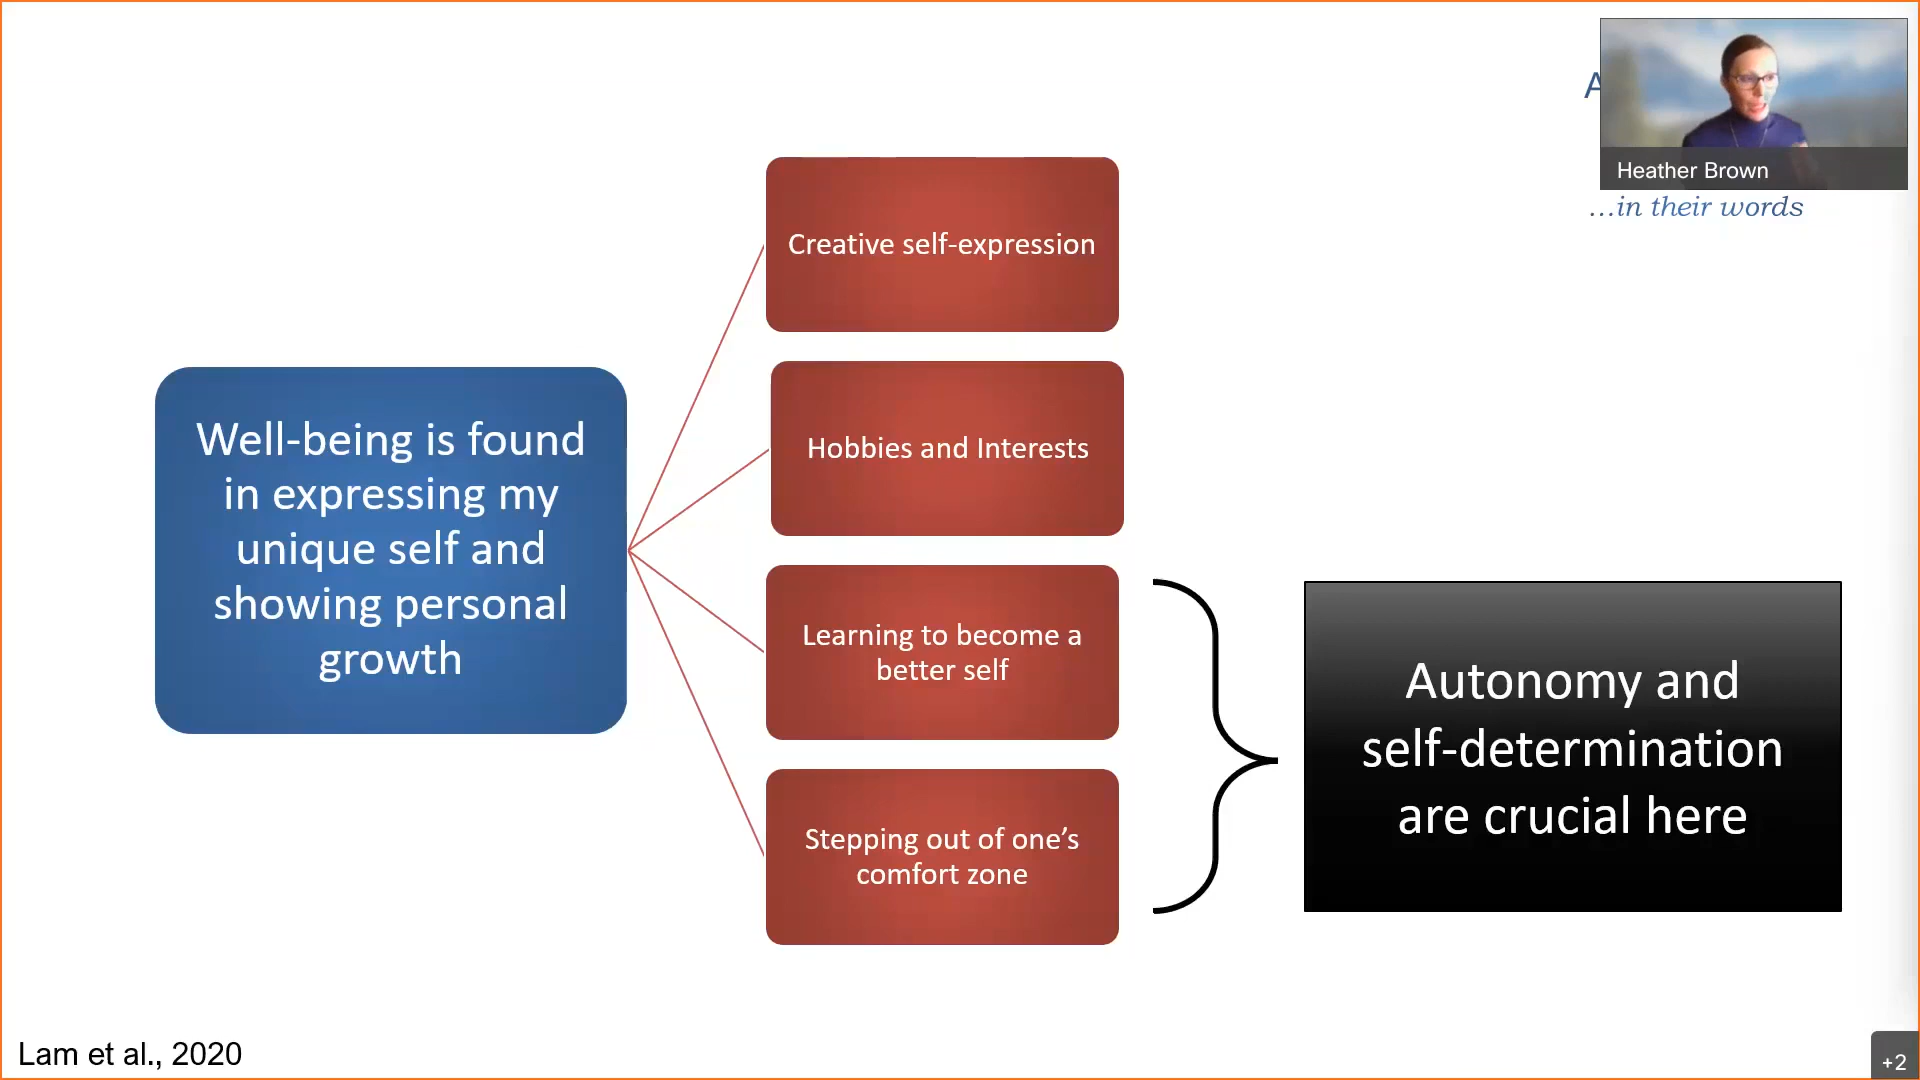 A
Heather Brown
...in their words
Creative self-expression
Hobbies and Interests
Well-being is found
in expressing my
unique self and
showing personal
growth
Learning to become a
better self
Stepping out of one’s
comfort zone
Autonomy and
self-determination
are crucial here
Lam et al., 2020
+2